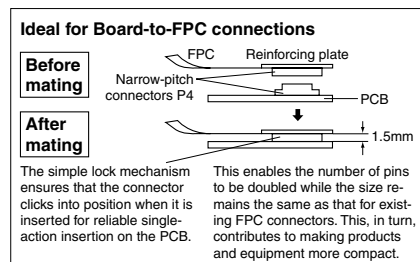 Ideal for Board-to-FPC connections
Before
mating
FPC
Reinforcing plate
Narrow-pitch
connectors P4
PCB
After
mating
1.5mm
The simple lock mechanism
ensures that the connector
clicks into position when it is
inserted for reliable single-
action insertion on the PCB.
This enables the number of pins
to be doubled while the size re-
mains the same as that for exist-
ing FPC connectors. This, in turn,
contributes to making products
and equipment more compact.